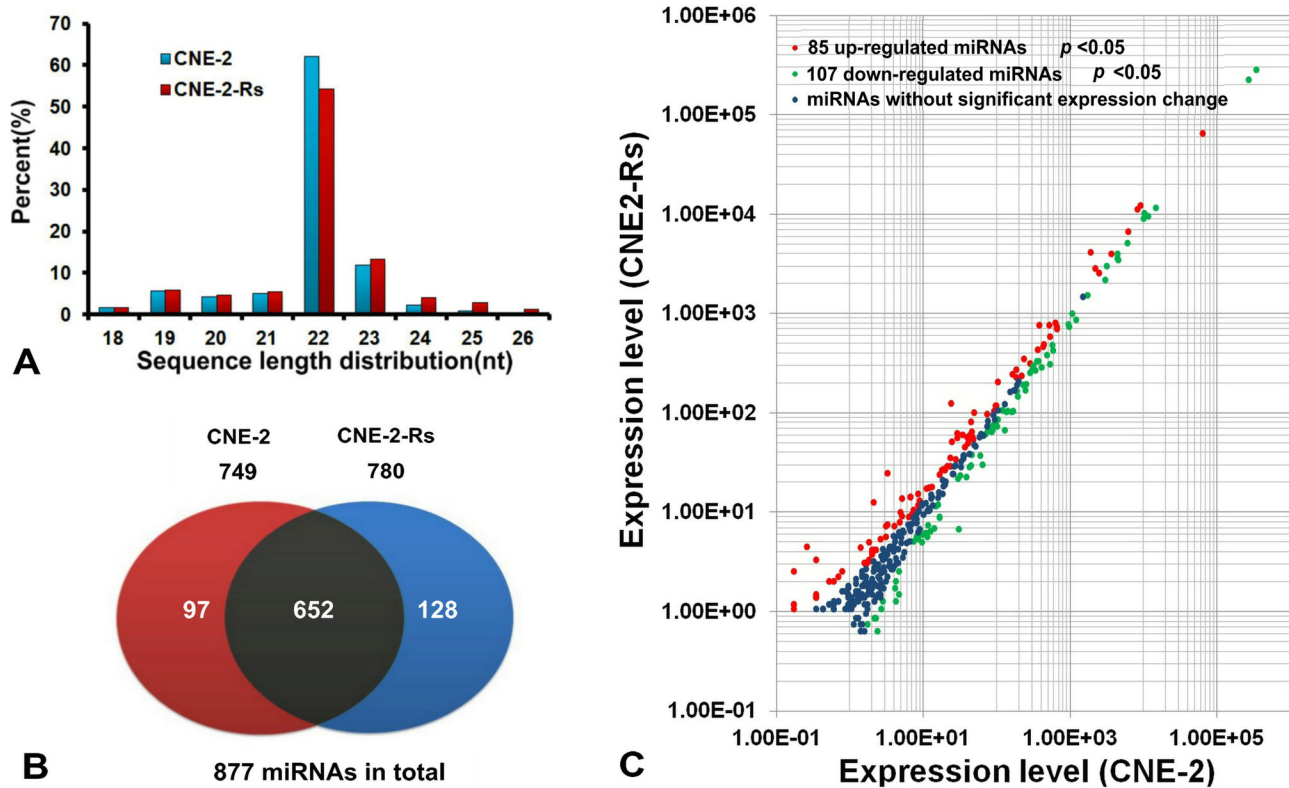 70
60
50
40
30
20
10
0
Percent(%)
CNE-2
CNE-2-Rs
18 19 20 21 22 23 24 25 26
Sequence length distribution(nt)
A
CNE-2 CNE-2-Rs
749 780
97 652 128
B
877 miRNAs in total
1.00E+06
1.00E+05
1.00E+04
1.00E+03
1.00E+02
1.00E+01
1.00E+00
1.00E-01
Expression level (CNE2-Rs)
85 up-regulated miRNAs p <0.05
107 down-regulated miRNAs p <0.05
miRNAs without significant expression change
1.00E-01 1.00E+01 1.00E+03 1.00E+05
C
Expression level (CNE-2)